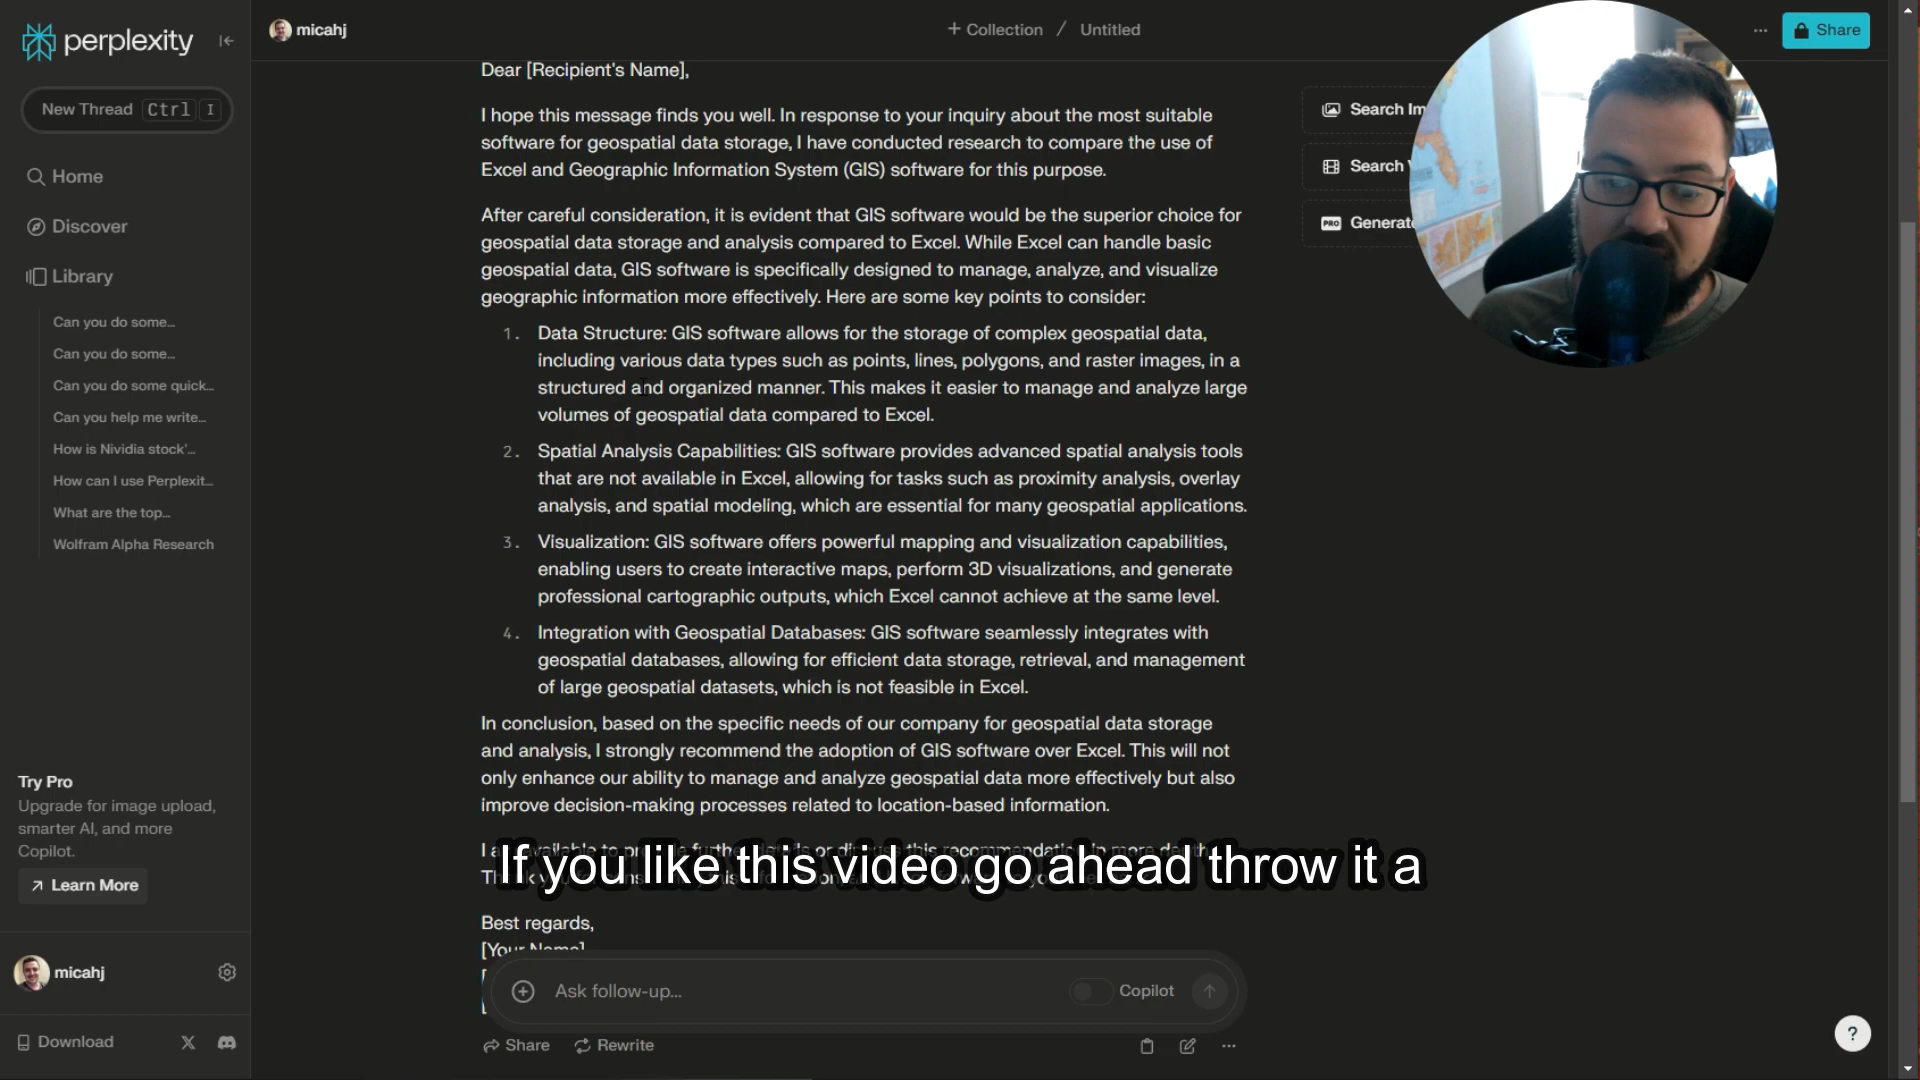 perplexity
New Thread Ctrl I
Home
Discover
Library
Can you do some…
Can you do some…
Can you do some quick…
Can you help me write…
How is Nividia stock'…
How can I use Perplexit…
What are the top…
Wolfram Alpha Research
Try Pro
Upgrade for image upload,
smarter AI, and more
Copilot.
Learn More
micahj
Download
micahj
+ Collection / Untitled
Share
Dear [Recipient's Name],
I hope this message finds you well. In response to your inquiry about the most suitable
software for geospatial data storage, I have conducted research to compare the use of
Excel and Geographic Information System (GIS) software for this purpose.
After careful consideration, it is evident that GIS software would be the superior choice for
geospatial data storage and analysis compared to Excel. While Excel can handle basic
geospatial data, GIS software is specifically designed to manage, analyze, and visualize
geographic information more effectively. Here are some key points to consider:
1. Data Structure: GIS software allows for the storage of complex geospatial data,
including various data types such as points, lines, polygons, and raster images, in a
structured and organized manner. This makes it easier to manage and analyze large
volumes of geospatial data compared to Excel.
2. Spatial Analysis Capabilities: GIS software provides advanced spatial analysis tools
that are not available in Excel, allowing for tasks such as proximity analysis, overlay
analysis, and spatial modeling, which are essential for many geospatial applications.
3. Visualization: GIS software offers powerful mapping and visualization capabilities,
enabling users to create interactive maps, perform 3D visualizations, and generate
professional cartographic outputs, which Excel cannot achieve at the same level.
4. Integration with Geospatial Databases: GIS software seamlessly integrates with
geospatial databases, allowing for efficient data storage, retrieval, and management
of large geospatial datasets, which is not feasible in Excel.
In conclusion, based on the specific needs of our company for geospatial data storage
and analysis, I strongly recommend the adoption of GIS software over Excel. This will not
only enhance our ability to manage and analyze geospatial data more effectively but also
improve decision-making processes related to location-based information.
If you like this video go ahead throw it a
Best regards,
[Your Name]
Ask follow-up...
Copilot
Share
Rewrite
Search Im
Search
PRO Generate
?